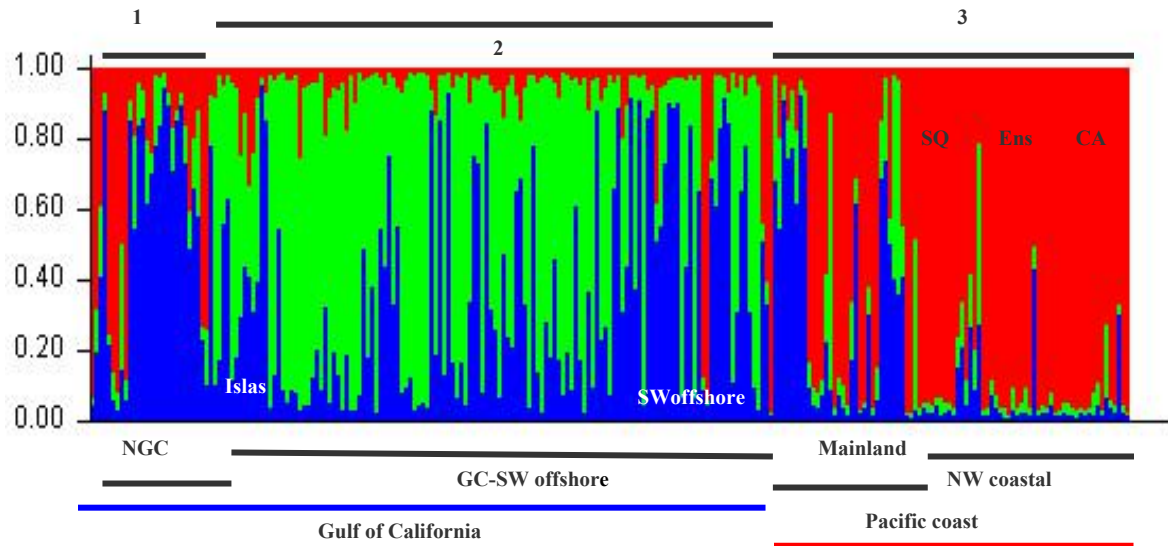 1
3
2
1.00
0.80
SQ Ens CA
0.60
0.40
0.20
Islas
SWoffshore
0.00
NGC
Mainland
GC-SW offshore
NW coastal
Gulf of California
Pacific coast